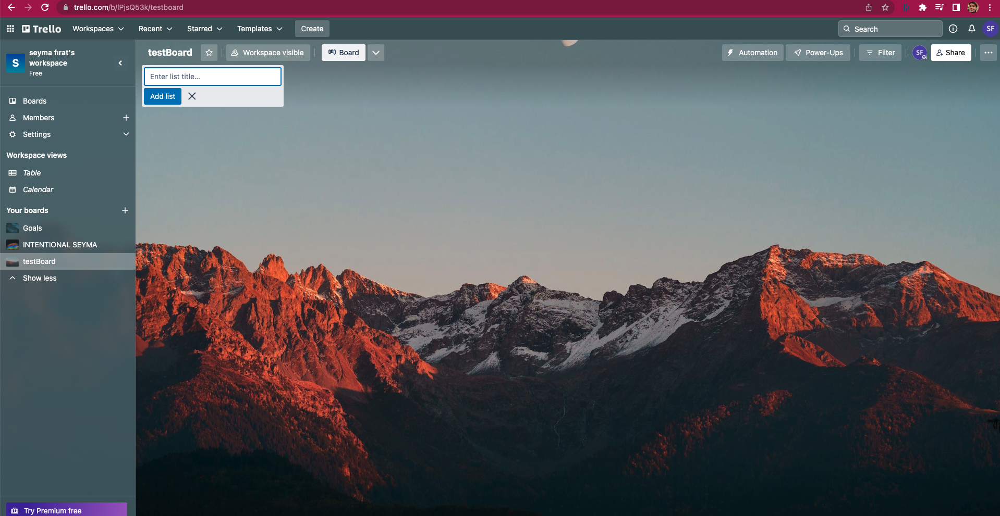 trello.com/b/lPjsQ53k/testboard
Trello Workspaces Recent Starred Templates Create Search SF
S seyma fırat's
workspace
Free
testBoard Workspace visible Board Automation Power-Ups Filter SF Share
Enter list title...
Add list
Boards
Members
Settings
Workspace views
Table
Calendar
Your boards
Goals
INTENTIONAL SEYMA
testBoard
Show less
Try Premium free